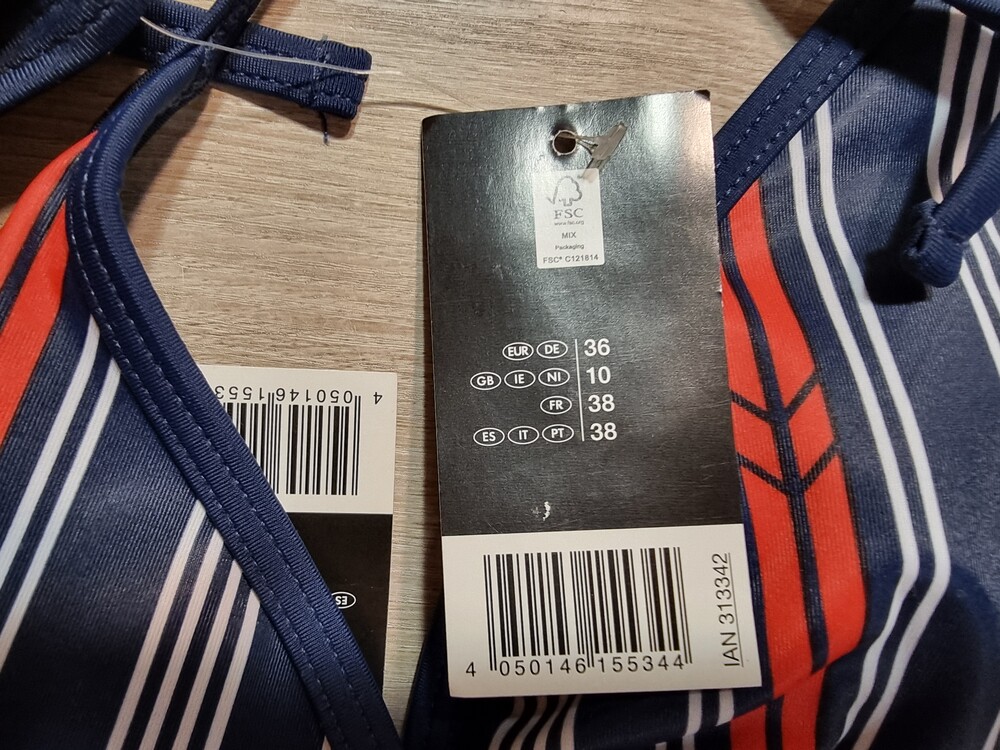 FSC
www.fsc.org
MIX
Packaging
FSC® C121814
EUR DE 36
GB IE NI 10
FR 38
ES IT PT 38
4 050146 155344
IAN 313342
4 050146 1553
ES